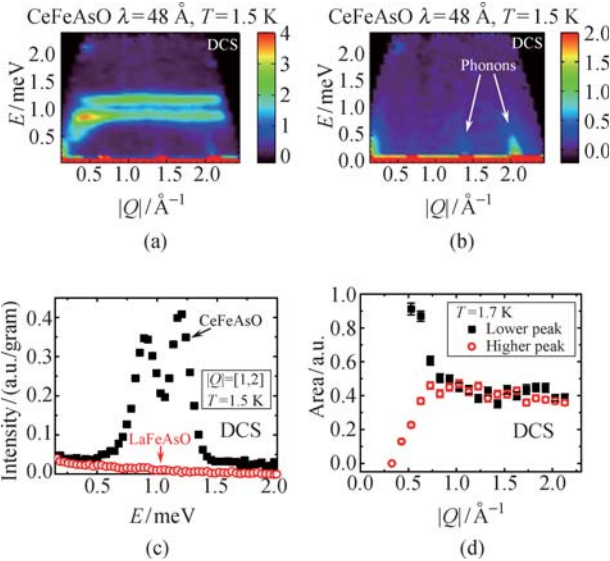 CeFeAsO λ=48 Å, T=1.5 K
DCS
E/meV
2.0
1.5
1.0
0.5
4
3
2
1
0
0.5 1.0 1.5 2.0
|Q|/Å⁻¹
(a)
CeFeAsO λ=48 Å, T=1.5 K
DCS
Phonons
E/meV
2.0
1.5
1.0
0.5
0.0
2.0
1.5
1.0
0.5
0.0
0.5 1.0 1.5 2.0
|Q|/Å⁻¹
(b)
Intensity/(a.u./gram)
0.4
0.3
0.2
0.1
0.0
CeFeAsO
|Q|=[1,2]
T=1.5 K
LaFeAsO
DCS
0.5 1.0 1.5 2.0
E/meV
(c)
Area/a.u.
1.0
0.8
0.6
0.4
0.2
0.0
T=1.7 K
Lower peak
Higher peak
DCS
0.0 0.5 1.0 1.5 2.0
|Q|/Å⁻¹
(d)